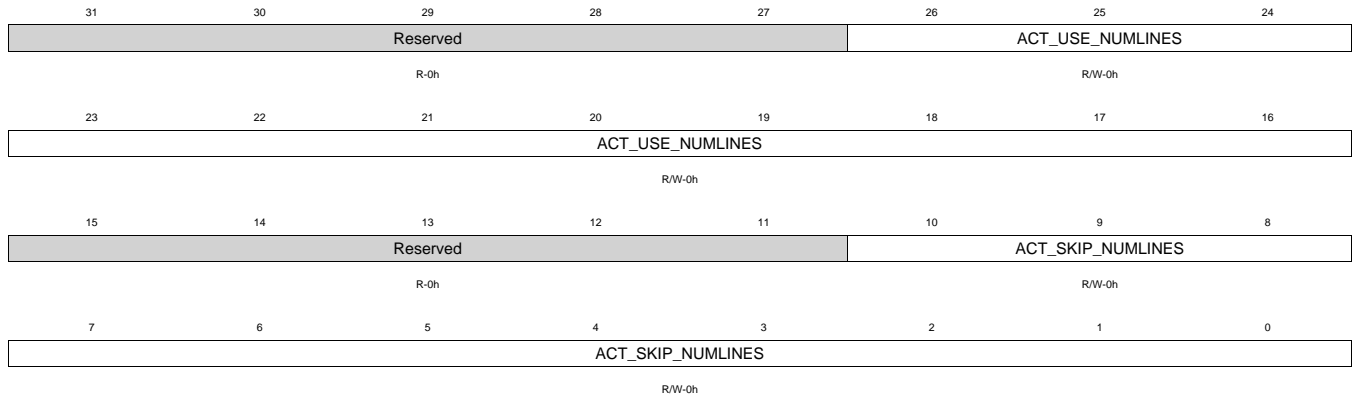 31 30 29 28 27 26 25 24
Reserved ACT_USE_NUMLINES
R-0h R/W-0h
23 22 21 20 19 18 17 16
ACT_USE_NUMLINES
R/W-0h
15 14 13 12 11 10 9 8
Reserved ACT_SKIP_NUMLINES
R-0h R/W-0h
7 6 5 4 3 2 1 0
ACT_SKIP_NUMLINES
R/W-0h